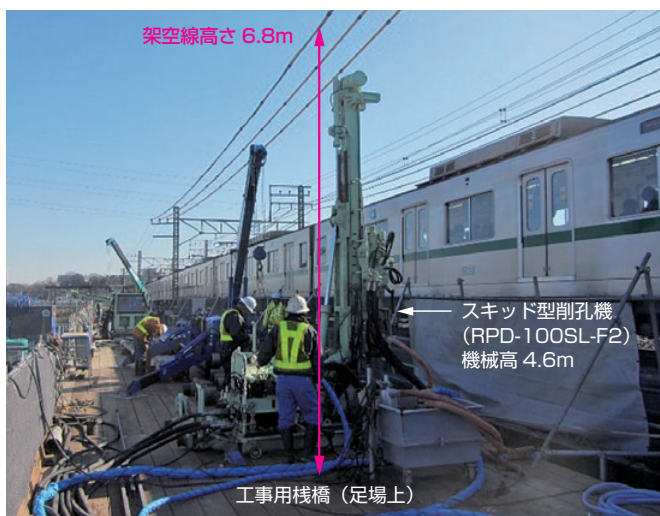 架空線高さ 6.8m
スキッド型削孔機
（RPD-100SL-F2）
機械高 4.6m
工事用桟橋（足場上）